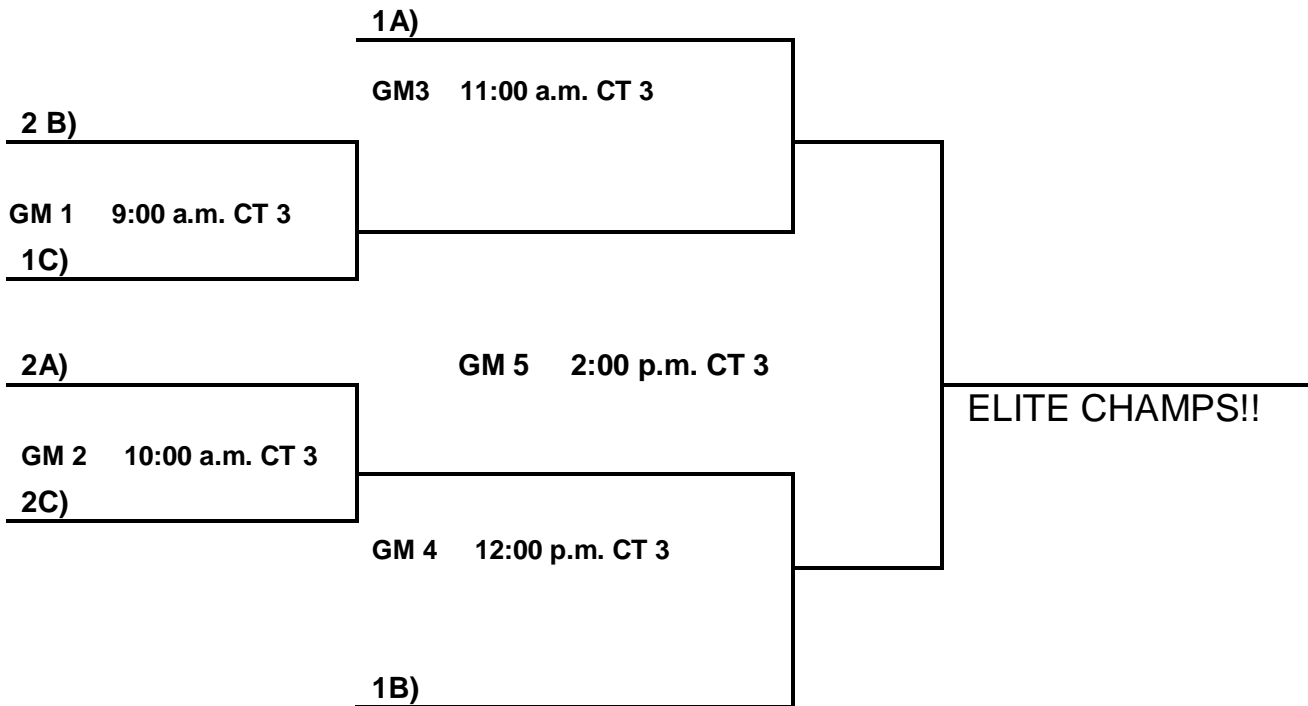 1A)
GM3 11:00 a.m. CT 3
2 B)
GM 1 9:00 a.m. CT 3
1C)
2A)
GM 5 2:00 p.m. CT 3
ELITE CHAMPS!!
GM 2 10:00 a.m. CT 3
2C)
GM 4 12:00 p.m. CT 3
1B)